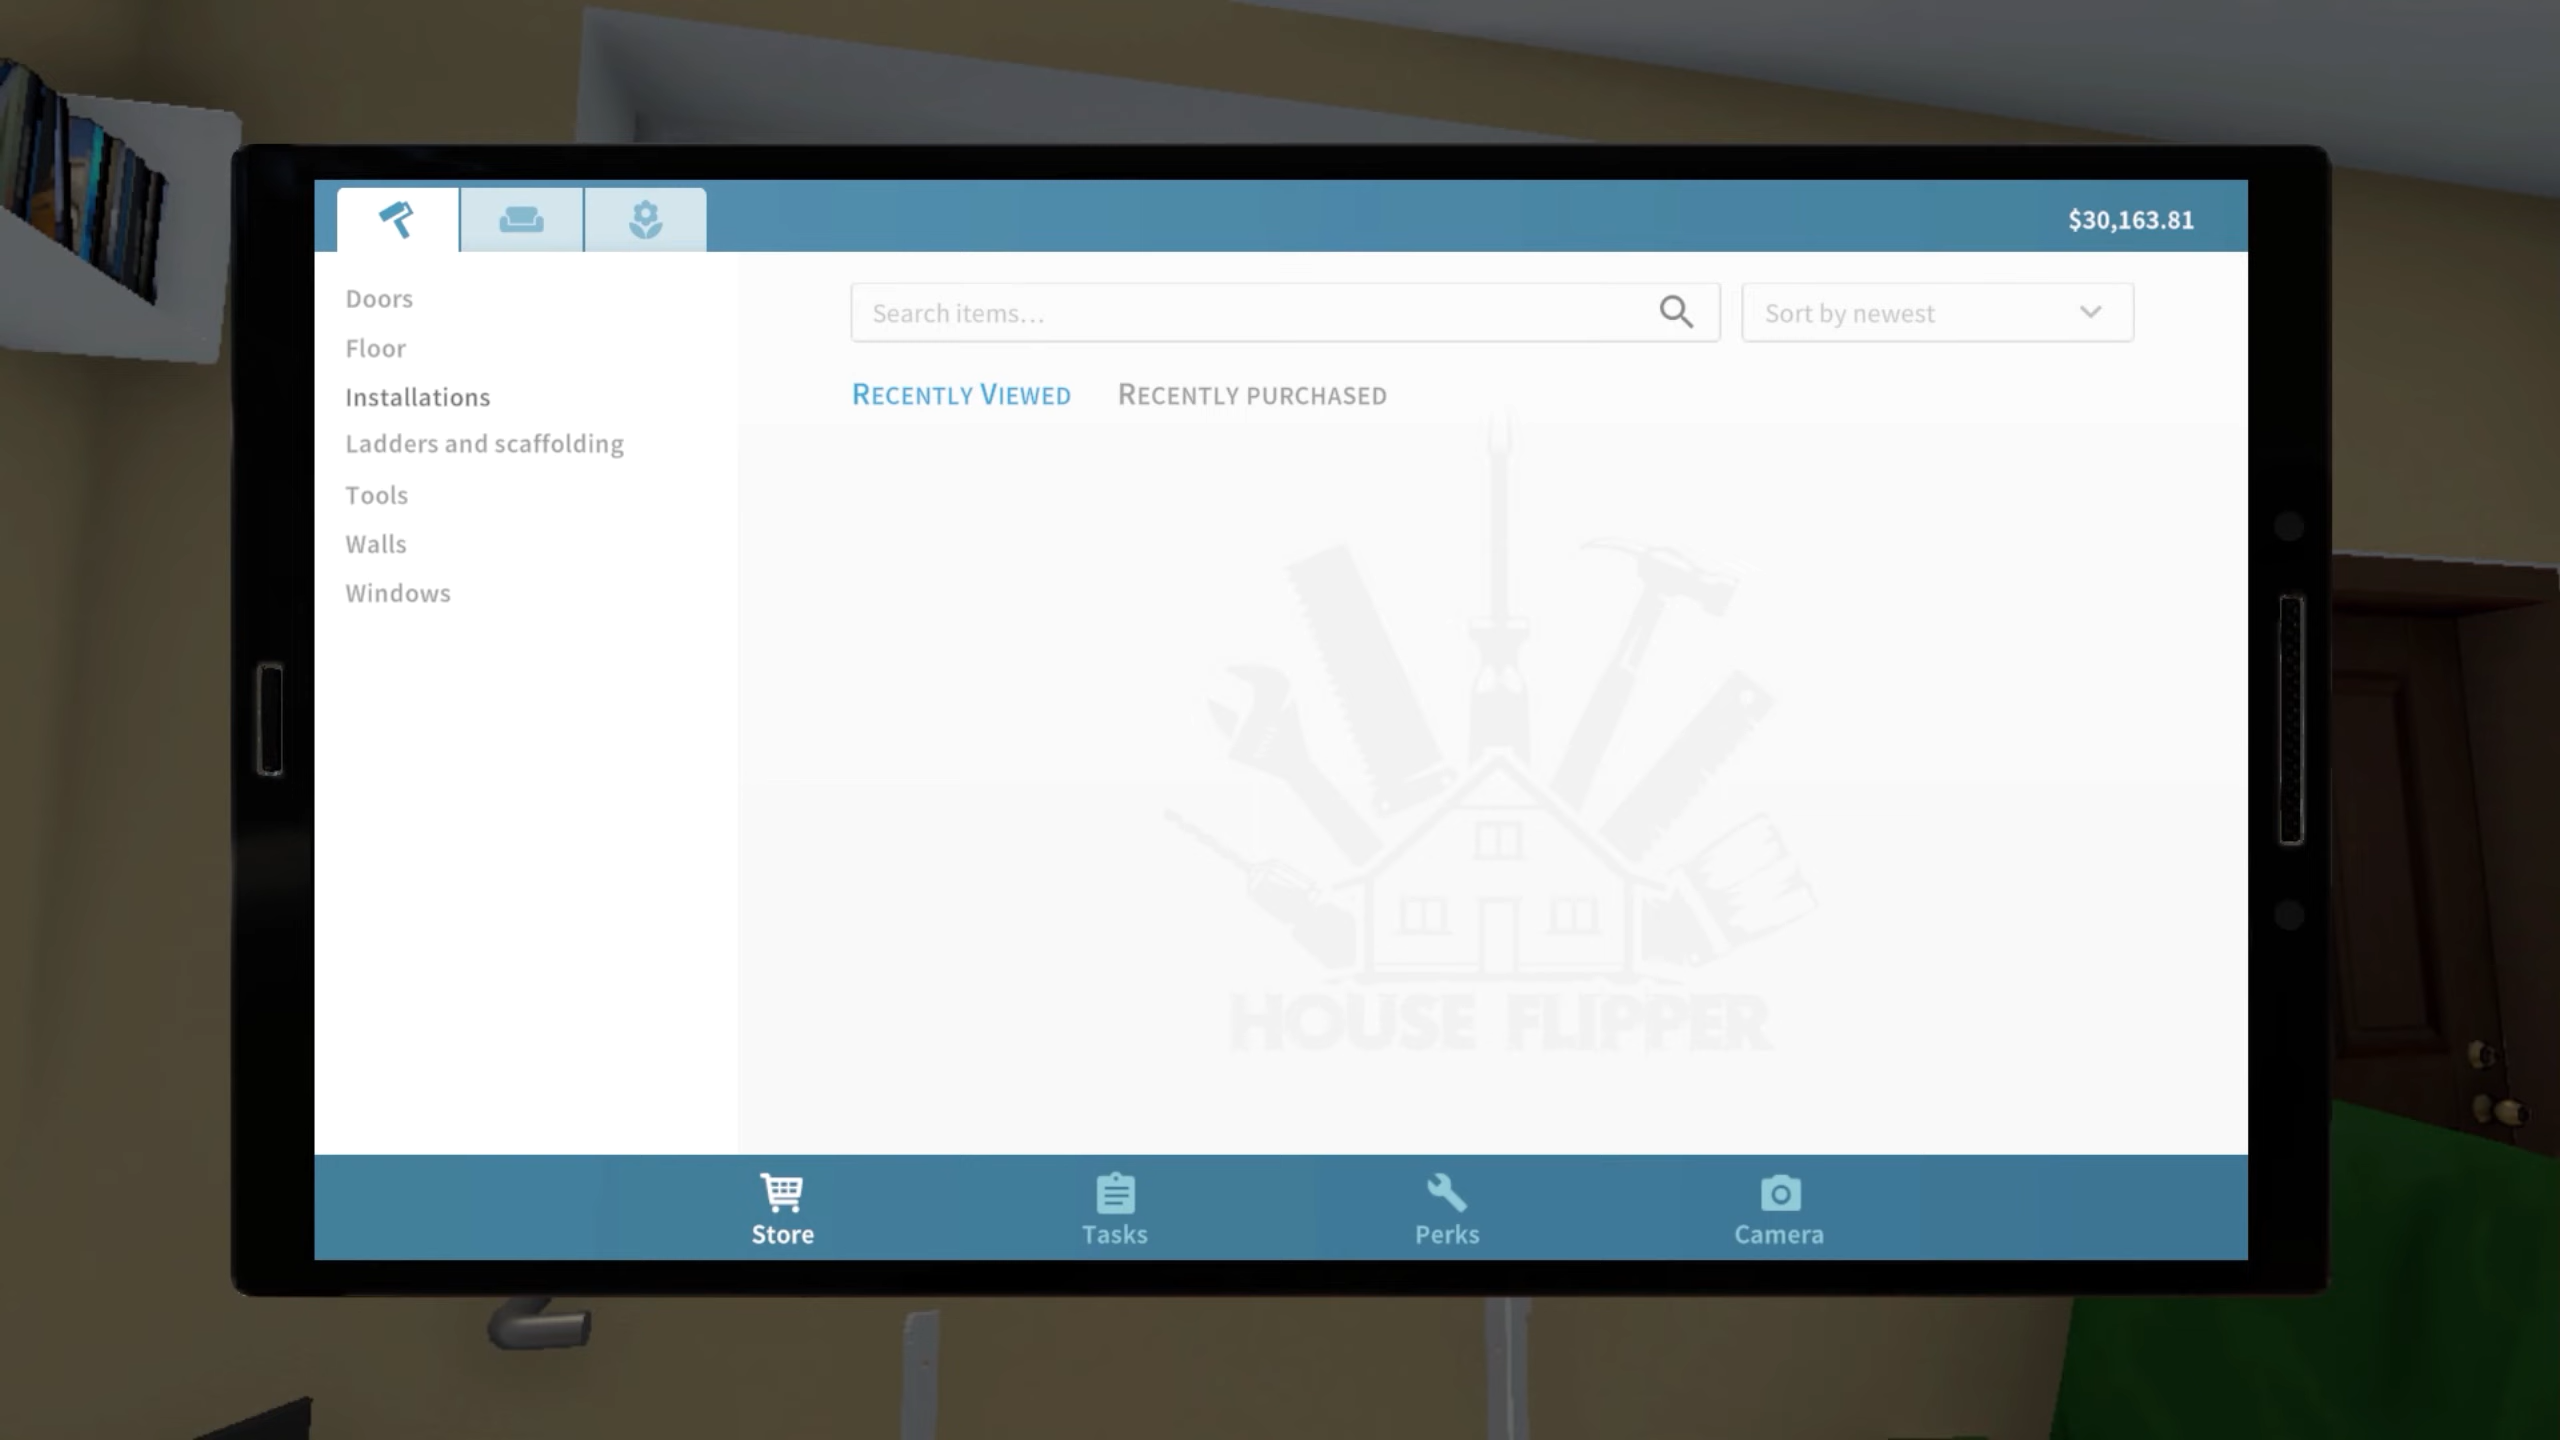 $30,163.81
Doors
Floor
Installations
Ladders and scaffolding
Tools
Walls
Windows
Search items...
Sort by newest
RECENTLY VIEWED
RECENTLY PURCHASED
HOUSE FLIPPER
Store
Tasks
Perks
Camera